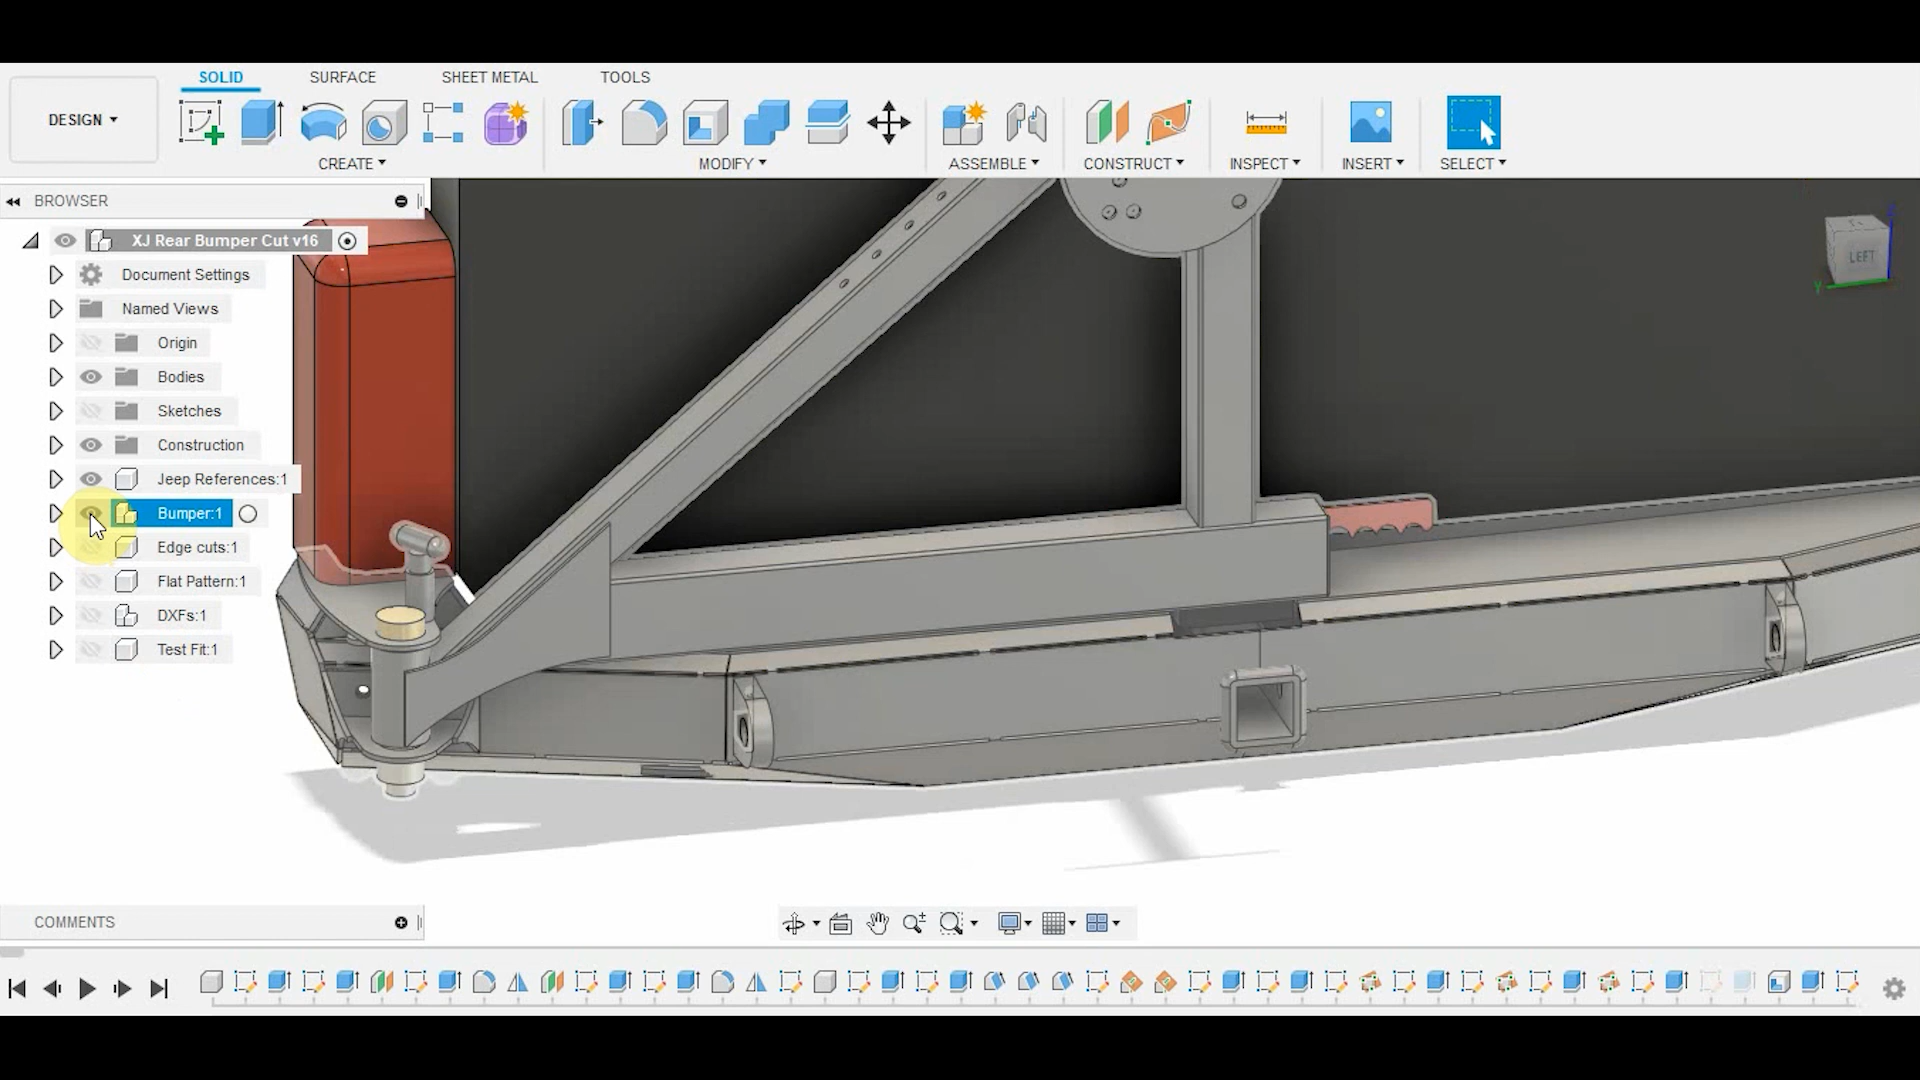 SOLID SURFACE SHEET METAL TOOLS
DESIGN
CREATE MODIFY ASSEMBLE CONSTRUCT INSPECT INSERT SELECT
BROWSER
XJ Rear Bumper Cut v16
Document Settings
Named Views
Origin
Bodies
Sketches
Construction
Jeep References:1
Bumper:1
Edge cuts:1
Flat Pattern:1
DXFs:1
Test Fit:1
LEFT
Y
COMMENTS